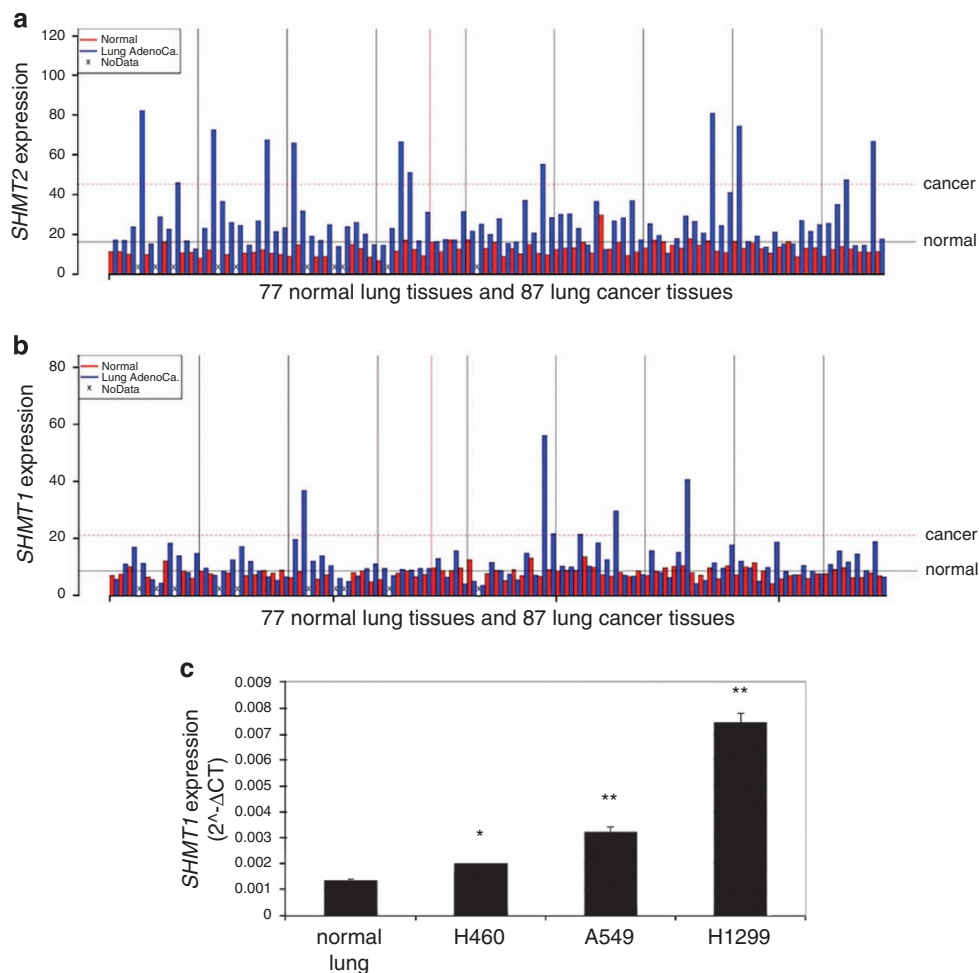 a
120
100
80
60
40
20
0
SHMT2 expression
Normal
Lung AdenoCa.
x NoData
cancer
normal
77 normal lung tissues and 87 lung cancer tissues
b
80
60
40
20
0
SHMT1 expression
Normal
Lung AdenoCa.
x NoData
cancer
normal
77 normal lung tissues and 87 lung cancer tissues
c
0.009
0.008
0.007
0.006
0.005
0.004
0.003
0.002
0.001
0
SHMT1 expression
(2^-ΔCT)
*
**
**
normal lung
H460
A549
H1299